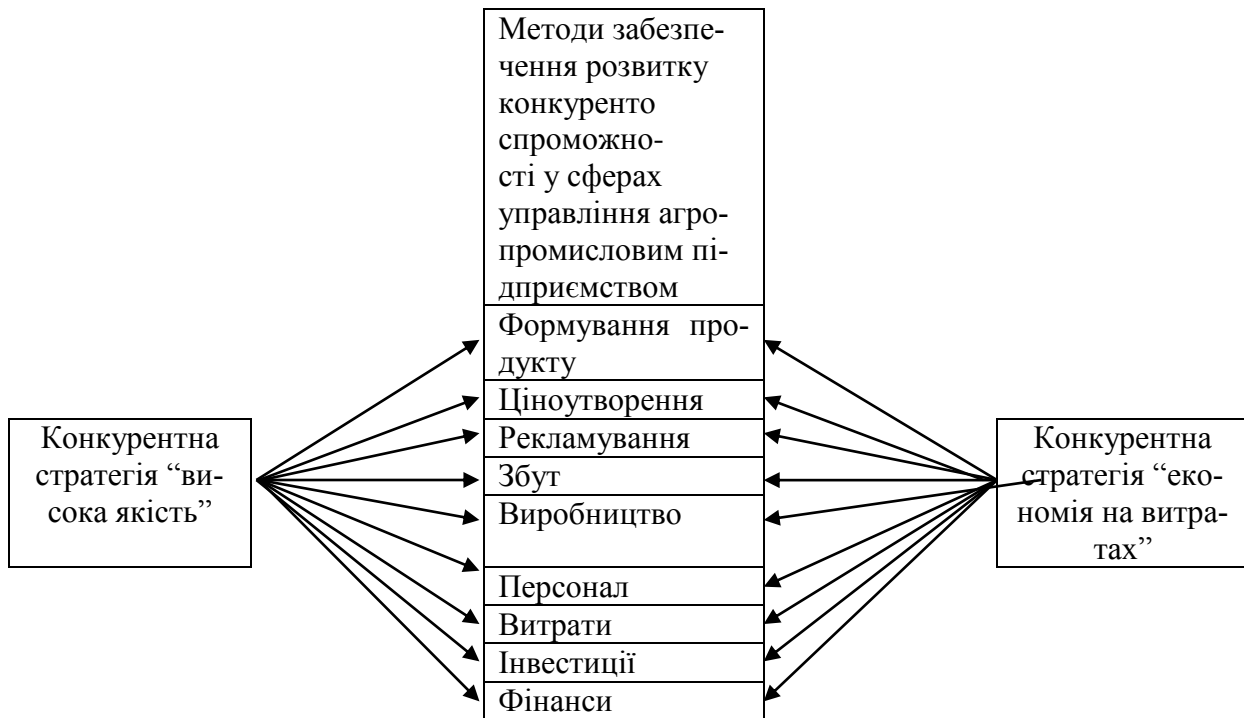 Методи забезпе-
чення розвитку
конкуренто
спроможно-
сті у сферах
управління агро-
промисловим пі-
дприємством
Формування про-
дукту
Ціноутворення
Рекламування
Збут
Виробництво
Персонал
Витрати
Інвестиції
Фінанси
Конкурентна
стратегія “ви-
сока якість”
Конкурентна
стратегія “еко-
номія на витра-
тах”